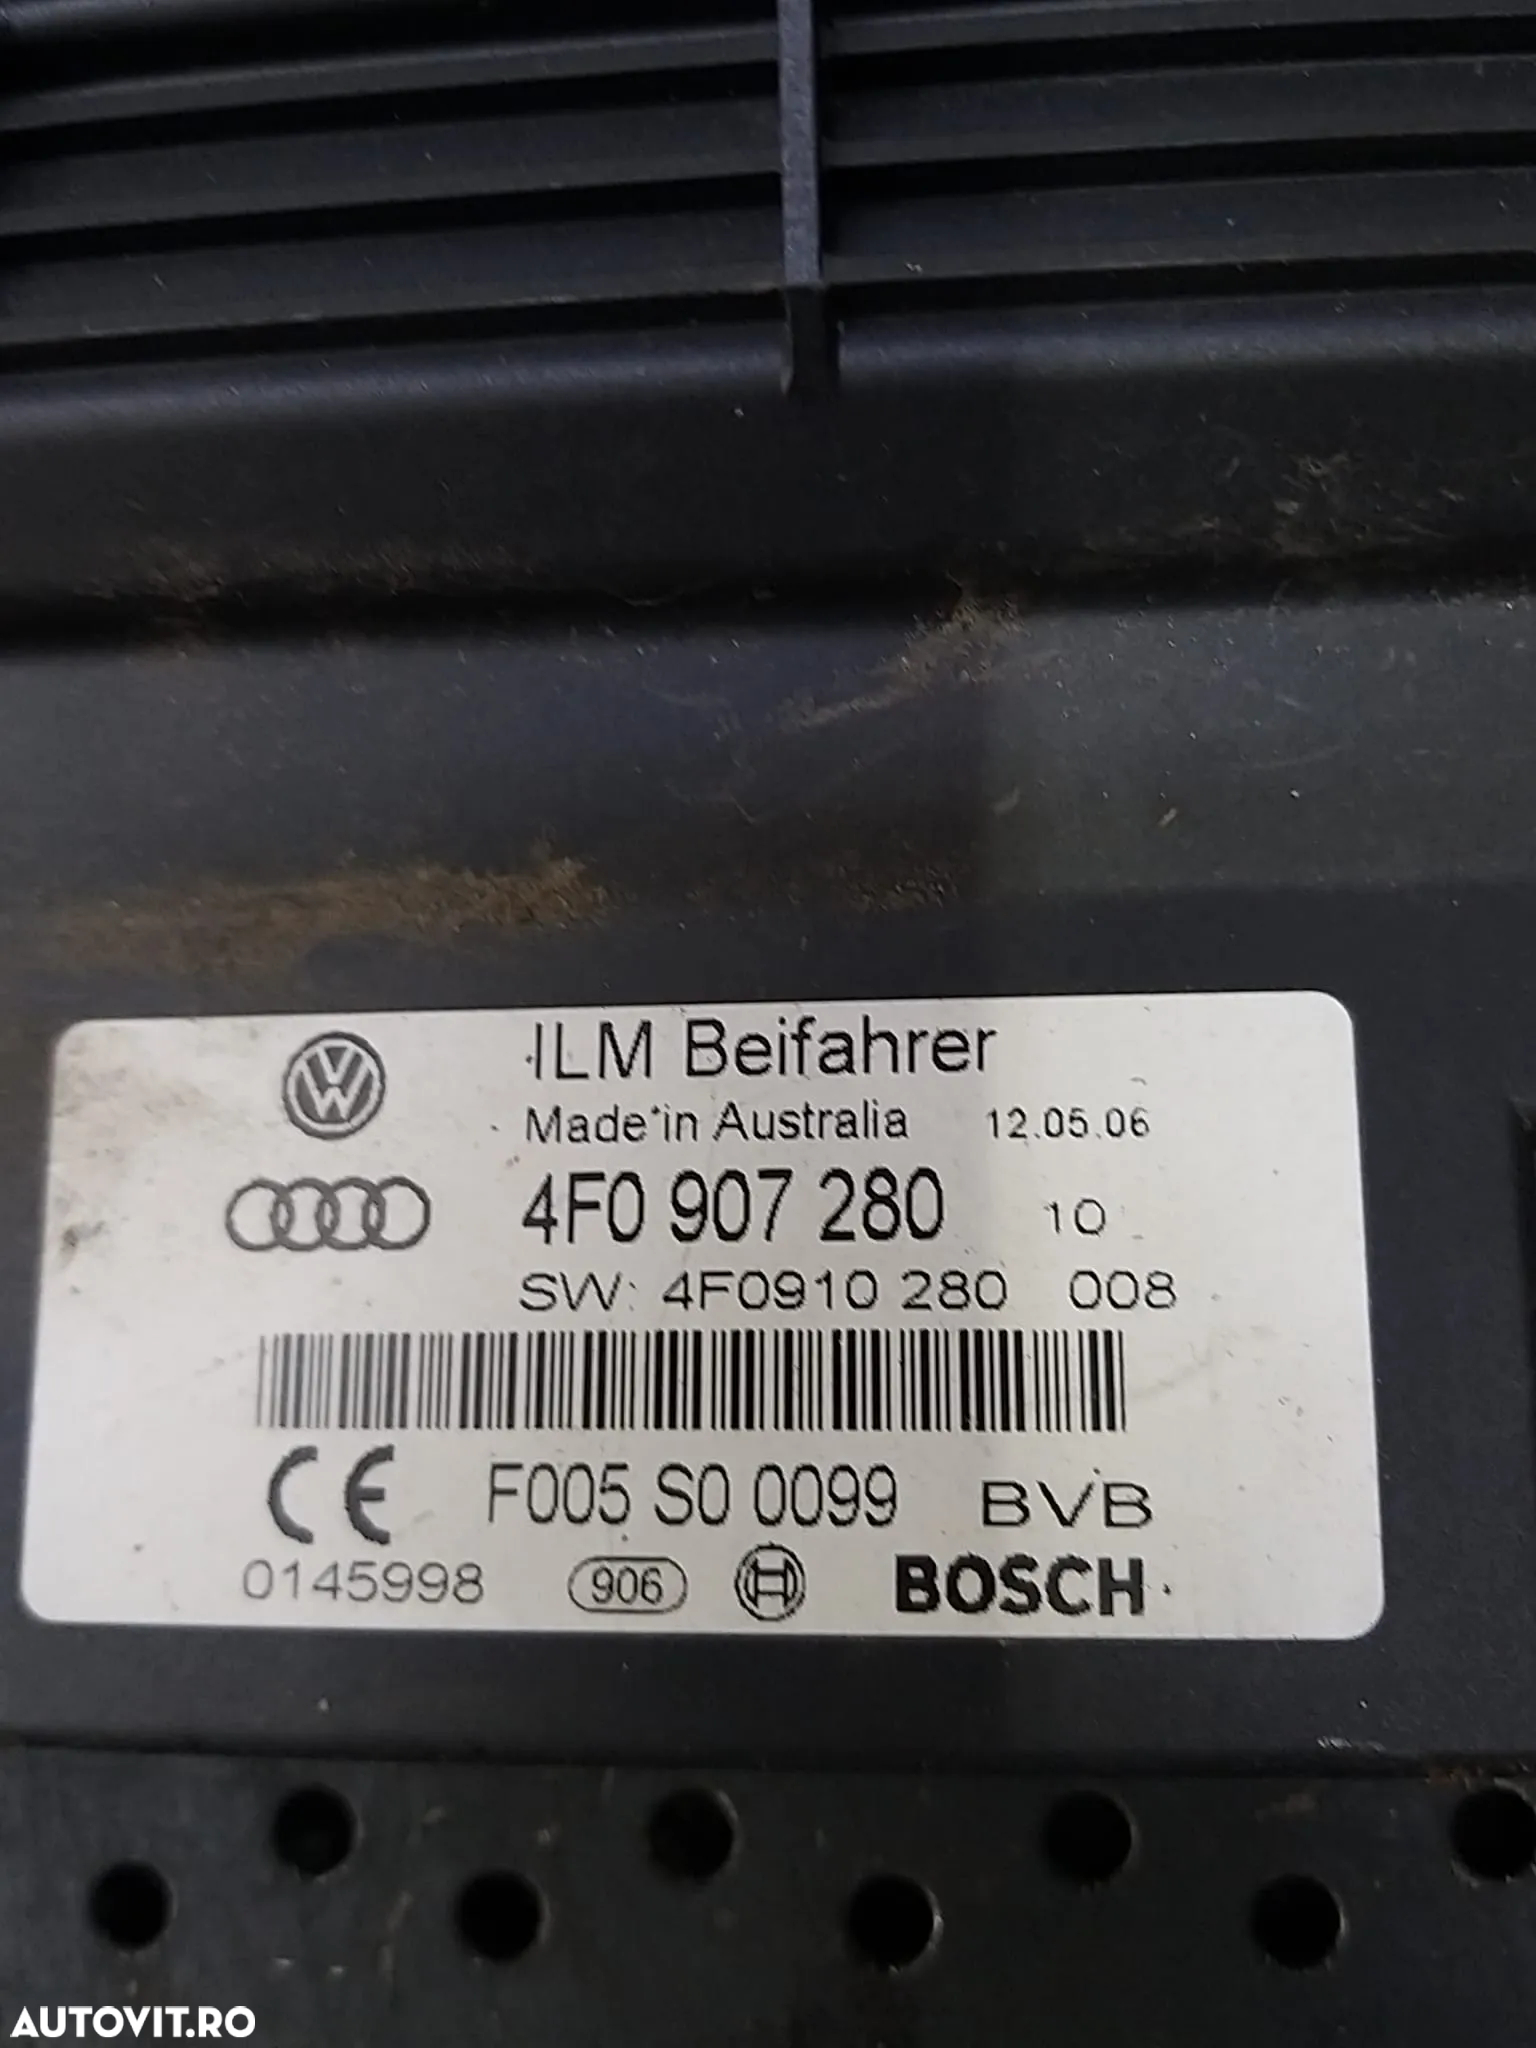 ILM Beifahrer
Made in Australia 12.05.06
4F0 907 280 10
SW: 4F0910 280 008
F005 S0 0099 BVB
0145998 906 BOSCH
AUTOVIT.RO